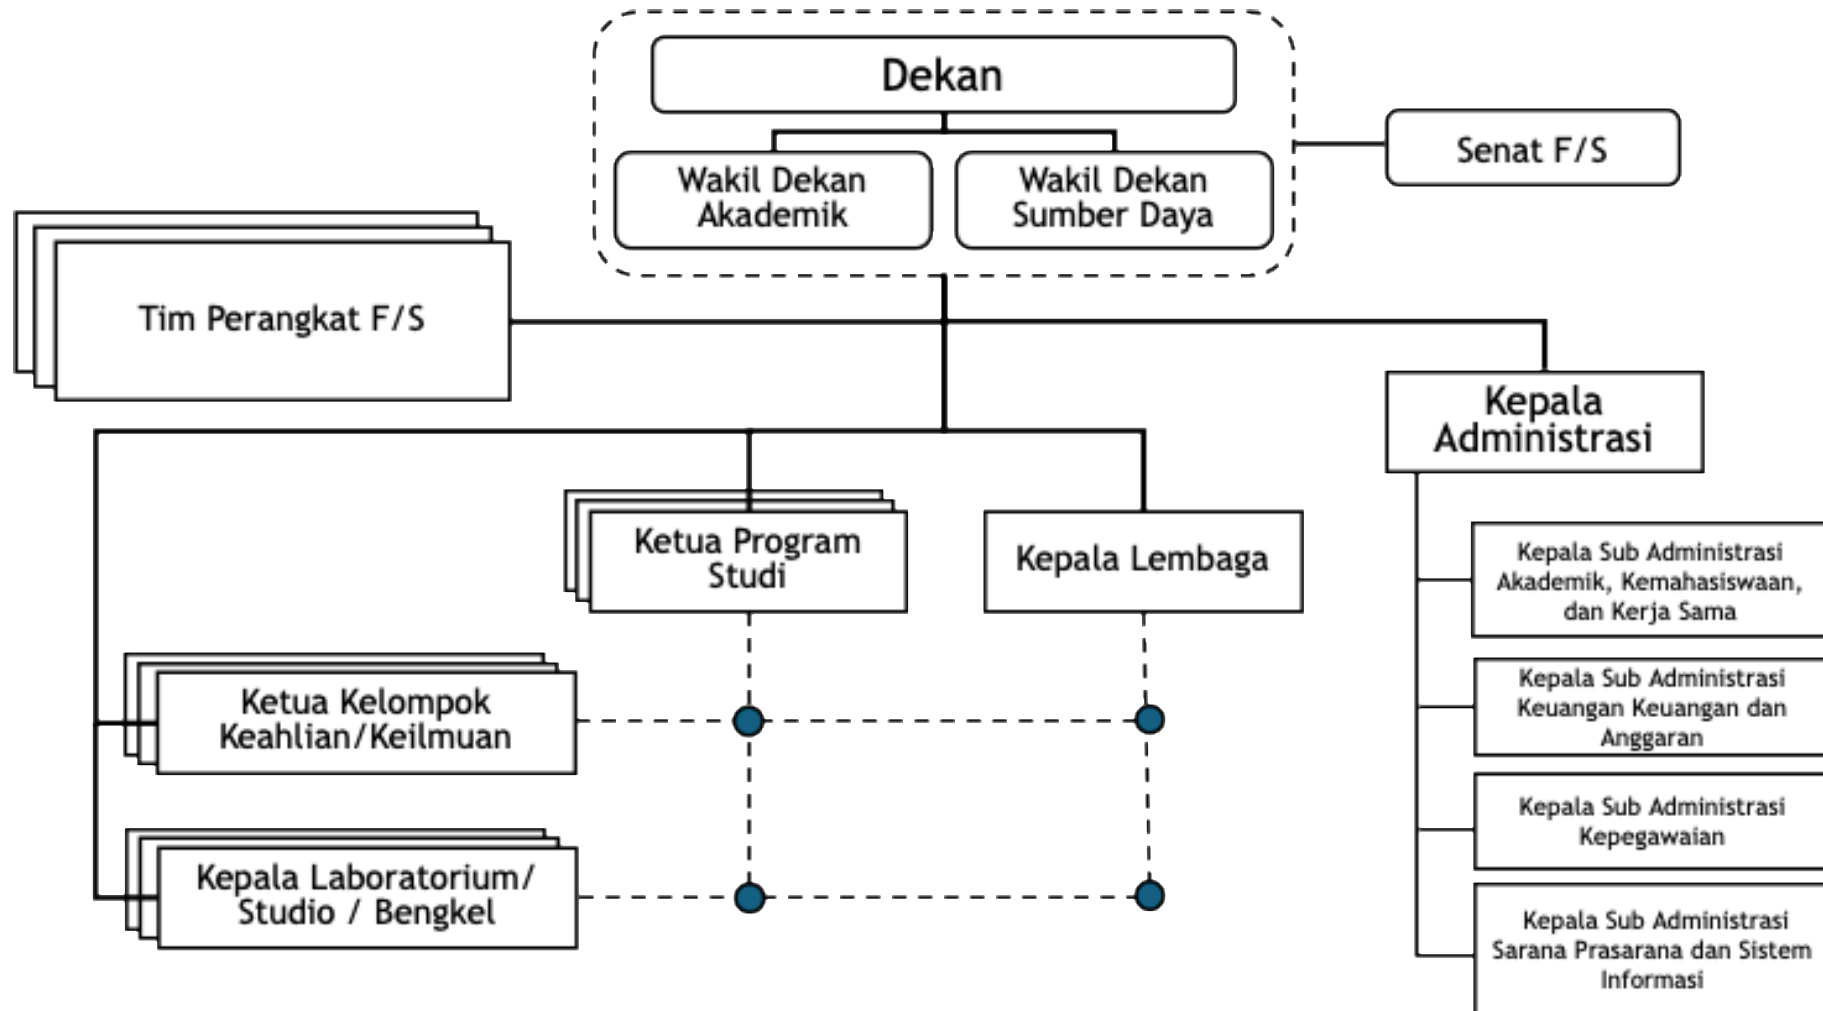 Dekan
Wakil Dekan
Akademik
Wakil Dekan
Sumber Daya
Senat F/S
Tim Perangkat F/S
Kepala
Administrasi
Ketua Program
Studi
Kepala Lembaga
Kepala Sub Administrasi
Akademik, Kemahasiswaan,
dan Kerja Sama
Ketua Kelompok
Keahlian/Keilmuan
Kepala Sub Administrasi
Keuangan Keuangan dan
Anggaran
Kepala Sub Administrasi
Kepegawaian
Kepala Laboratorium/
Studio / Bengkel
Kepala Sub Administrasi
Sarana Prasarana dan Sistem
Informasi